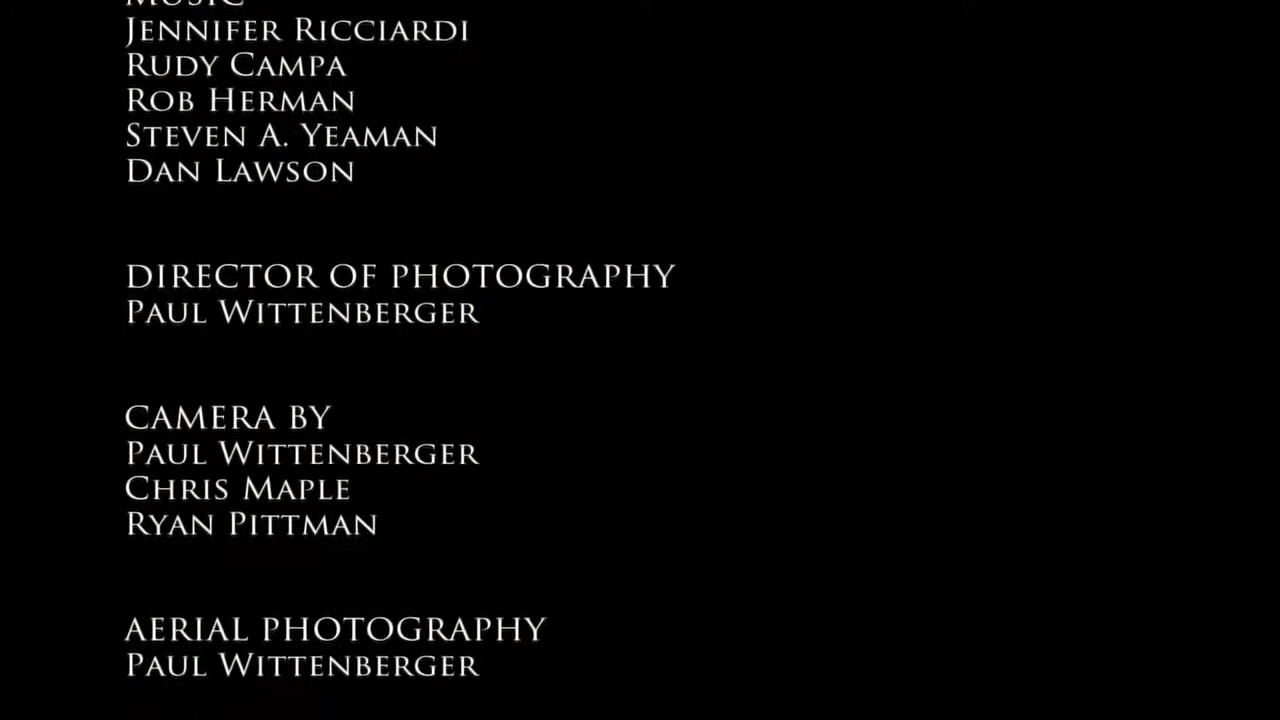 MUSIC
JENNIFER RICCIARDI
RUDY CAMPA
ROB HERMAN
STEVEN A. YEAMAN
DAN LAWSON
DIRECTOR OF PHOTOGRAPHY
PAUL WITTENBERGER
CAMERA BY
PAUL WITTENBERGER
CHRIS MAPLE
RYAN PITTMAN
AERIAL PHOTOGRAPHY
PAUL WITTENBERGER